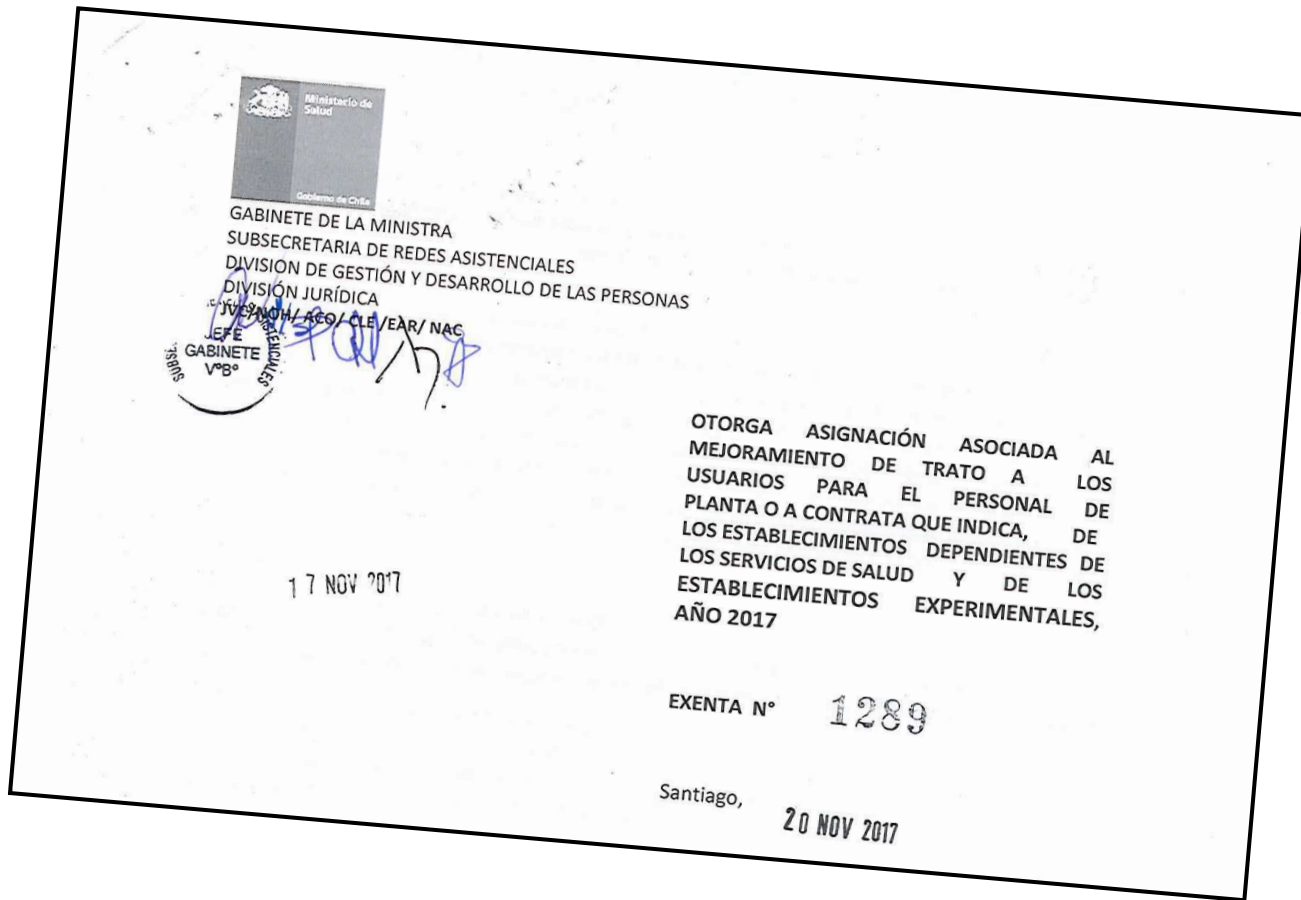 Ministerio de
Salud
Gobierno de Chile
GABINETE DE LA MINISTRA
SUBSECRETARIA DE REDES ASISTENCIALES
DIVISION DE GESTIÓN Y DESARROLLO DE LAS PERSONAS
DIVISIÓN JURÍDICA
JVC/NOH/ ACO/ CLE /EAR/ NAC
JEFE
GABINETE
V°B°
OTORGA ASIGNACIÓN ASOCIADA AL
MEJORAMIENTO DE TRATO A LOS
USUARIOS PARA EL PERSONAL DE
PLANTA O A CONTRATA QUE INDICA, DE
LOS ESTABLECIMIENTOS DEPENDIENTES DE
LOS SERVICIOS DE SALUD Y DE LOS
ESTABLECIMIENTOS EXPERIMENTALES,
AÑO 2017
17 NOV 2017
EXENTA N° 1289
Santiago,
20 NOV 2017